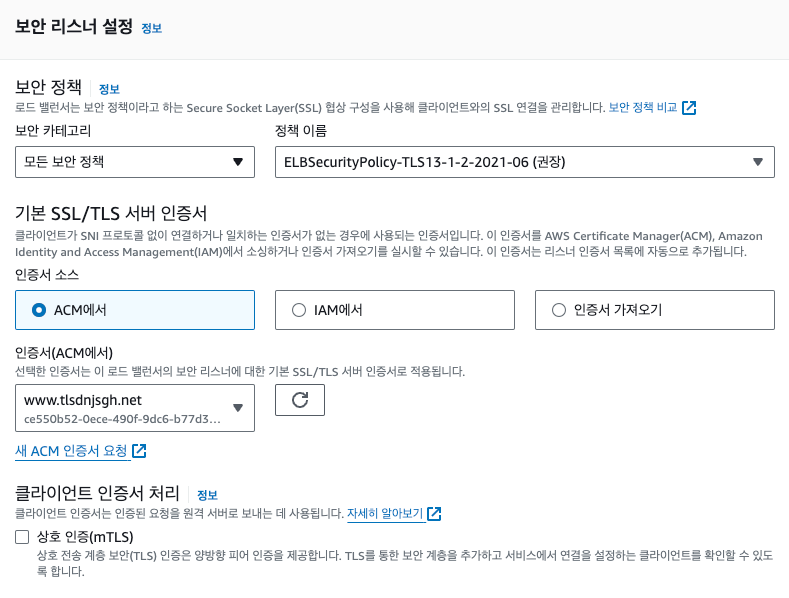 보안 리스너 설정 정보
보안 정책 정보
로드 밸런서는 보안 정책이라고 하는 Secure Socket Layer(SSL) 협상 구성을 사용해 클라이언트와의 SSL 연결을 관리합니다. 보안 정책 비교
보안 카테고리 정책 이름
모든 보안 정책 ELBSecurityPolicy-TLS13-1-2-2021-06 (권장)
기본 SSL/TLS 서버 인증서
클라이언트가 SNI 프로토콜 없이 연결하거나 일치하는 인증서가 없는 경우에 사용되는 인증서입니다. 이 인증서를 AWS Certificate Manager(ACM), Amazon
Identity and Access Management(IAM)에서 소싱하거나 인증서 가져오기를 실시할 수 있습니다. 이 인증서는 리스너 인증서 목록에 자동으로 추가됩니다.
인증서 소스
ACM에서 IAM에서 인증서 가져오기
인증서(ACM에서)
선택한 인증서는 이 로드 밸런서의 보안 리스너에 대한 기본 SSL/TLS 서버 인증서로 적용됩니다.
www.tlsdnjsgh.net
ce550b52-0ece-490f-9dc6-b77d3...
새 ACM 인증서 요청
클라이언트 인증서 처리 정보
클라이언트 인증서는 인증된 요청을 원격 서버로 보내는 데 사용됩니다. 자세히 알아보기
상호 인증(mTLS)
상호 전송 계층 보안(TLS) 인증은 양방향 피어 인증을 제공합니다. TLS를 통한 보안 계층을 추가하고 서비스에서 연결을 설정하는 클라이언트를 확인할 수 있도
록 합니다.